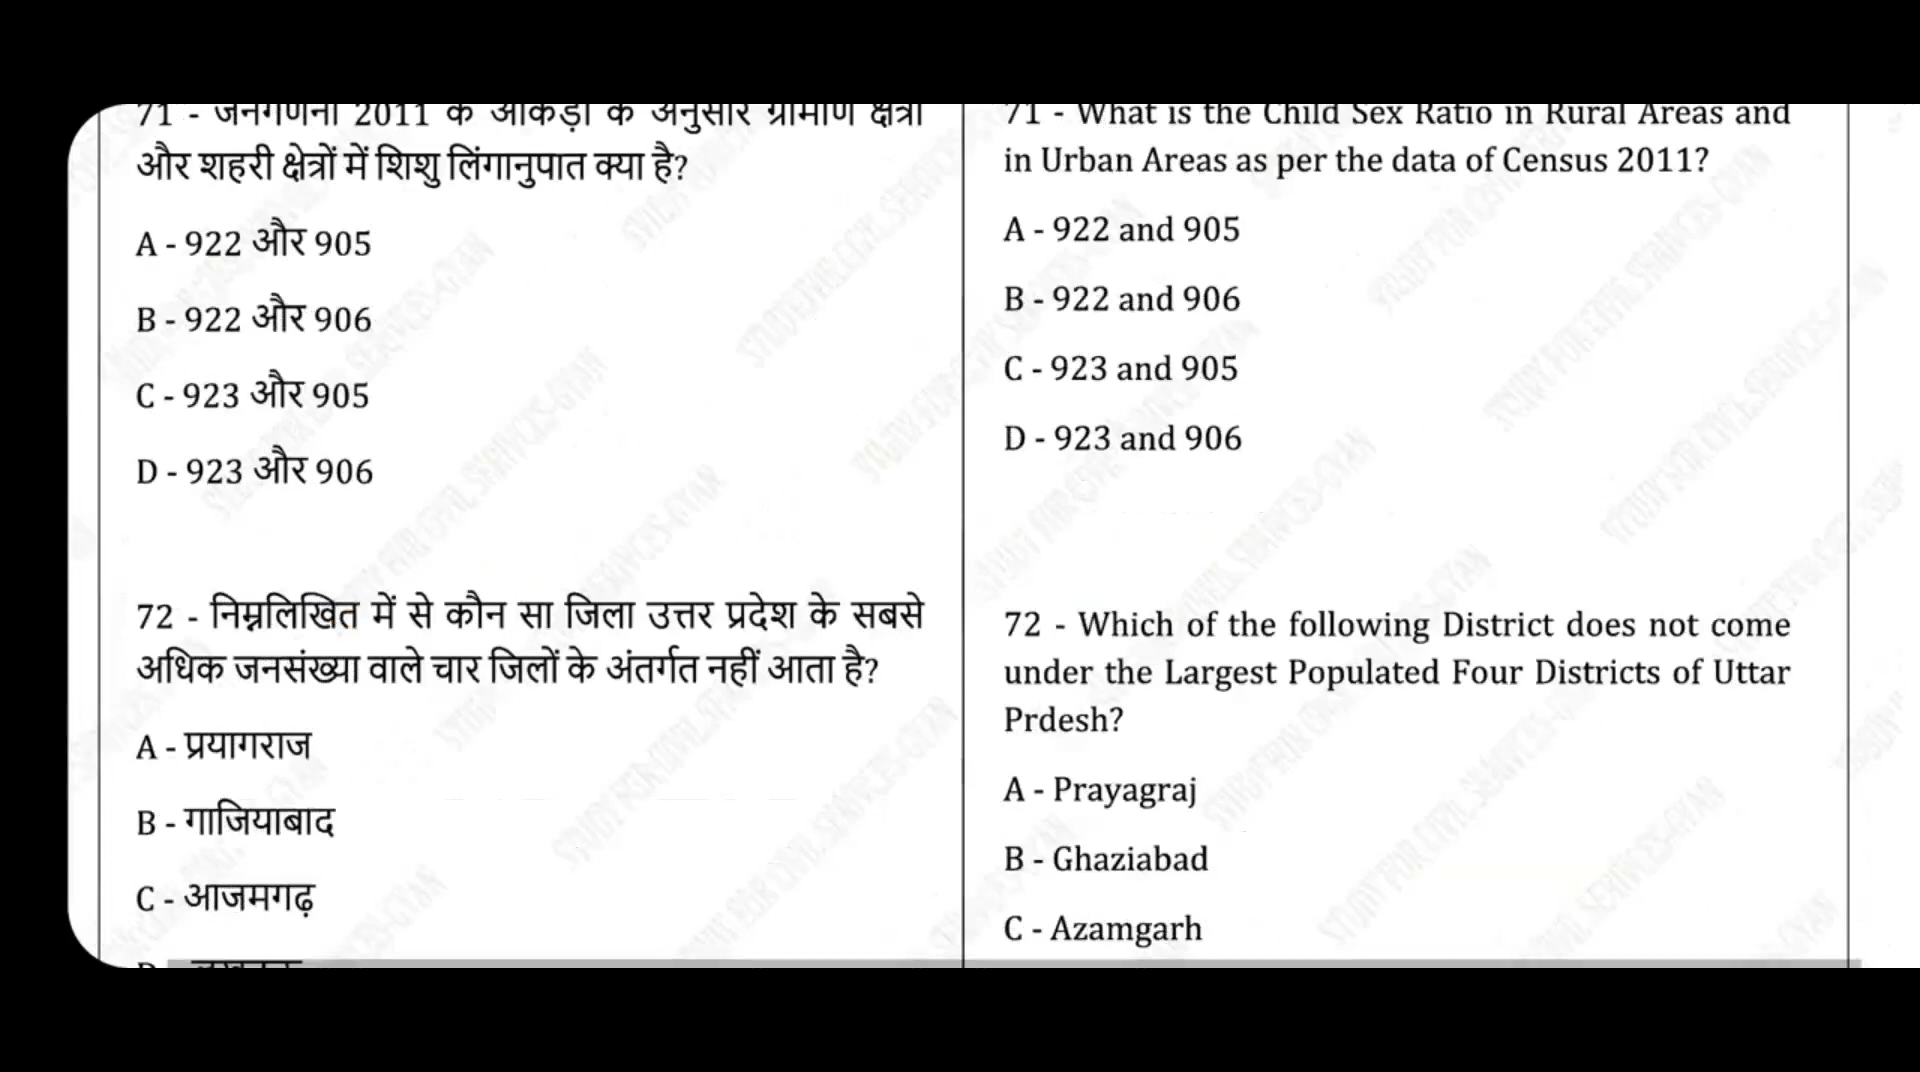 71 - जनगणना 2011 के आंकड़ों के अनुसार ग्रामीण क्षेत्रों
और शहरी क्षेत्रों में शिशु लिंगानुपात क्या है?
A - 922 और 905
B - 922 और 906
C - 923 और 905
D - 923 और 906
72 - निम्नलिखित में से कौन सा जिला उत्तर प्रदेश के सबसे
अधिक जनसंख्या वाले चार जिलों के अंतर्गत नहीं आता है?
A - प्रयागराज
B - गाजियाबाद
C - आजमगढ़
71 - What is the Child Sex Ratio in Rural Areas and
in Urban Areas as per the data of Census 2011?
A - 922 and 905
B - 922 and 906
C - 923 and 905
D - 923 and 906
72 - Which of the following District does not come
under the Largest Populated Four Districts of Uttar
Prdesh?
A - Prayagraj
B - Ghaziabad
C - Azamgarh